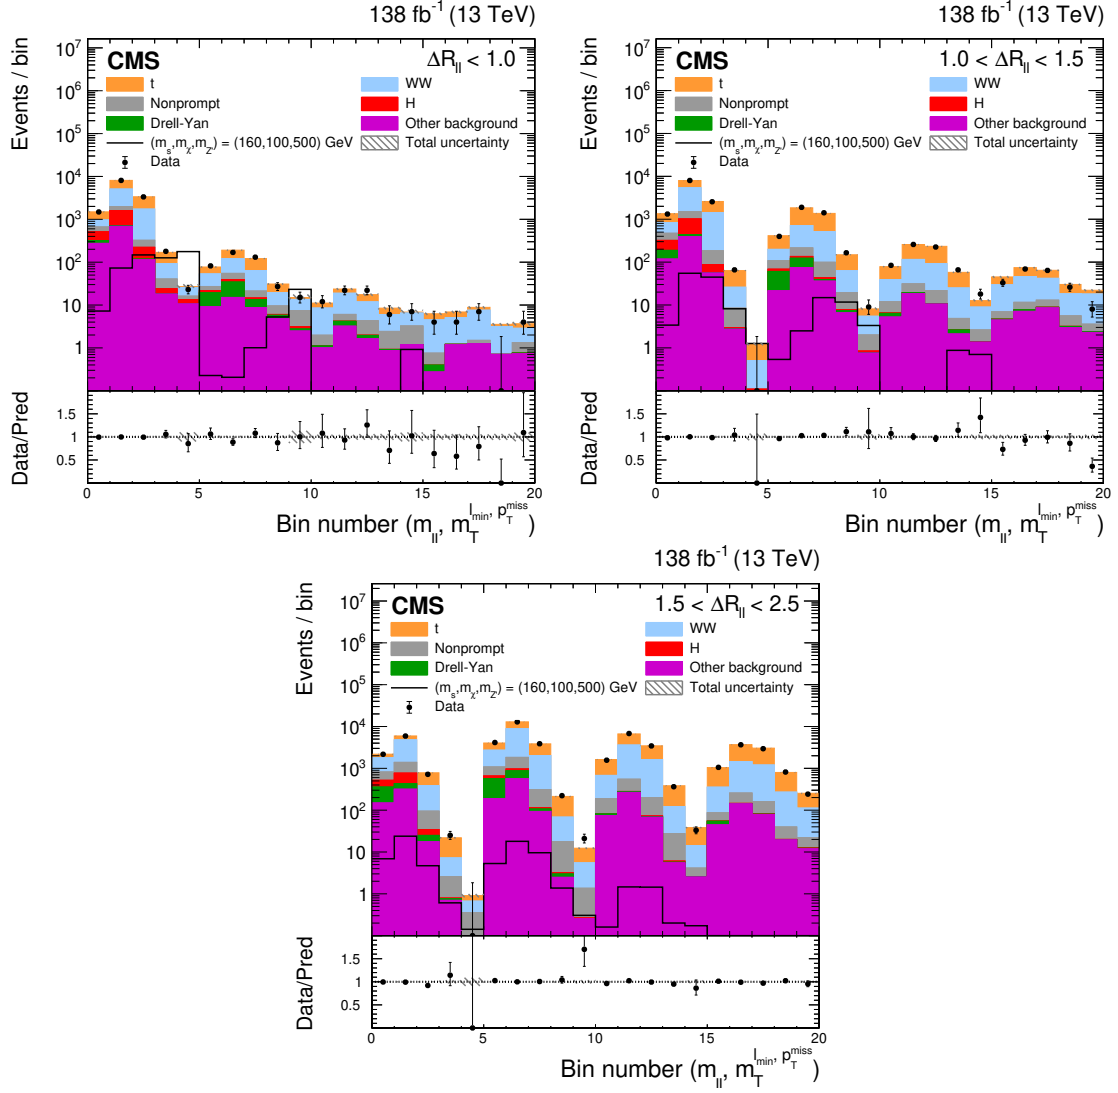 138 fb⁻¹ (13 TeV)
CMS
ΔR_ll < 1.0
t
WW
Nonprompt
H
Drell-Yan
Other background
(m_s, m_χ, m_Z') = (160,100,500) GeV
Total uncertainty
Data
Events / bin
10⁷
10⁶
10⁵
10⁴
10³
10²
10
1
Data/Pred
1.5
1
0.5
0 5 10 15 20
Bin number (m_ll, m_T^{l_min, p_T^miss})
138 fb⁻¹ (13 TeV)
CMS
1.0 < ΔR_ll < 1.5
t
WW
Nonprompt
H
Drell-Yan
Other background
(m_s, m_χ, m_Z') = (160,100,500) GeV
Total uncertainty
Data
Events / bin
10⁷
10⁶
10⁵
10⁴
10³
10²
10
1
Data/Pred
1.5
1
0.5
0 5 10 15 20
Bin number (m_ll, m_T^{l_min, p_T^miss})
138 fb⁻¹ (13 TeV)
CMS
1.5 < ΔR_ll < 2.5
t
WW
Nonprompt
H
Drell-Yan
Other background
(m_s, m_χ, m_Z') = (160,100,500) GeV
Total uncertainty
Data
Events / bin
10⁷
10⁶
10⁵
10⁴
10³
10²
10
1
Data/Pred
1.5
1
0.5
0 5 10 15 20
Bin number (m_ll, m_T^{l_min, p_T^miss})